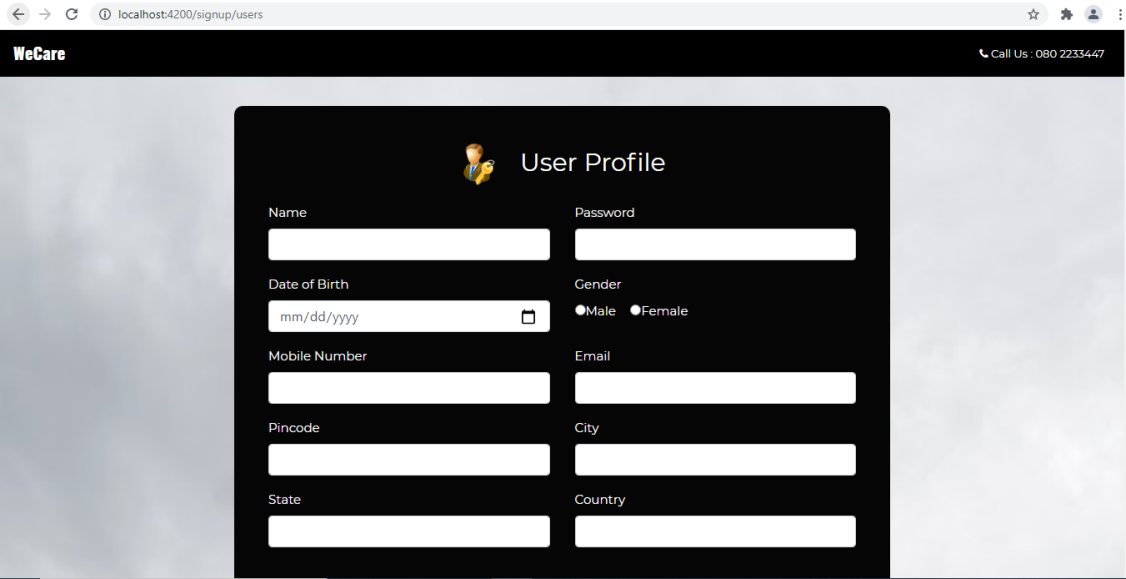 localhost:4200/signup/users
WeCare
Call Us : 080 2233447
User Profile
Name
Password
Date of Birth
Gender
mm/dd/yyyy
Male Female
Mobile Number
Email
Pincode
City
State
Country